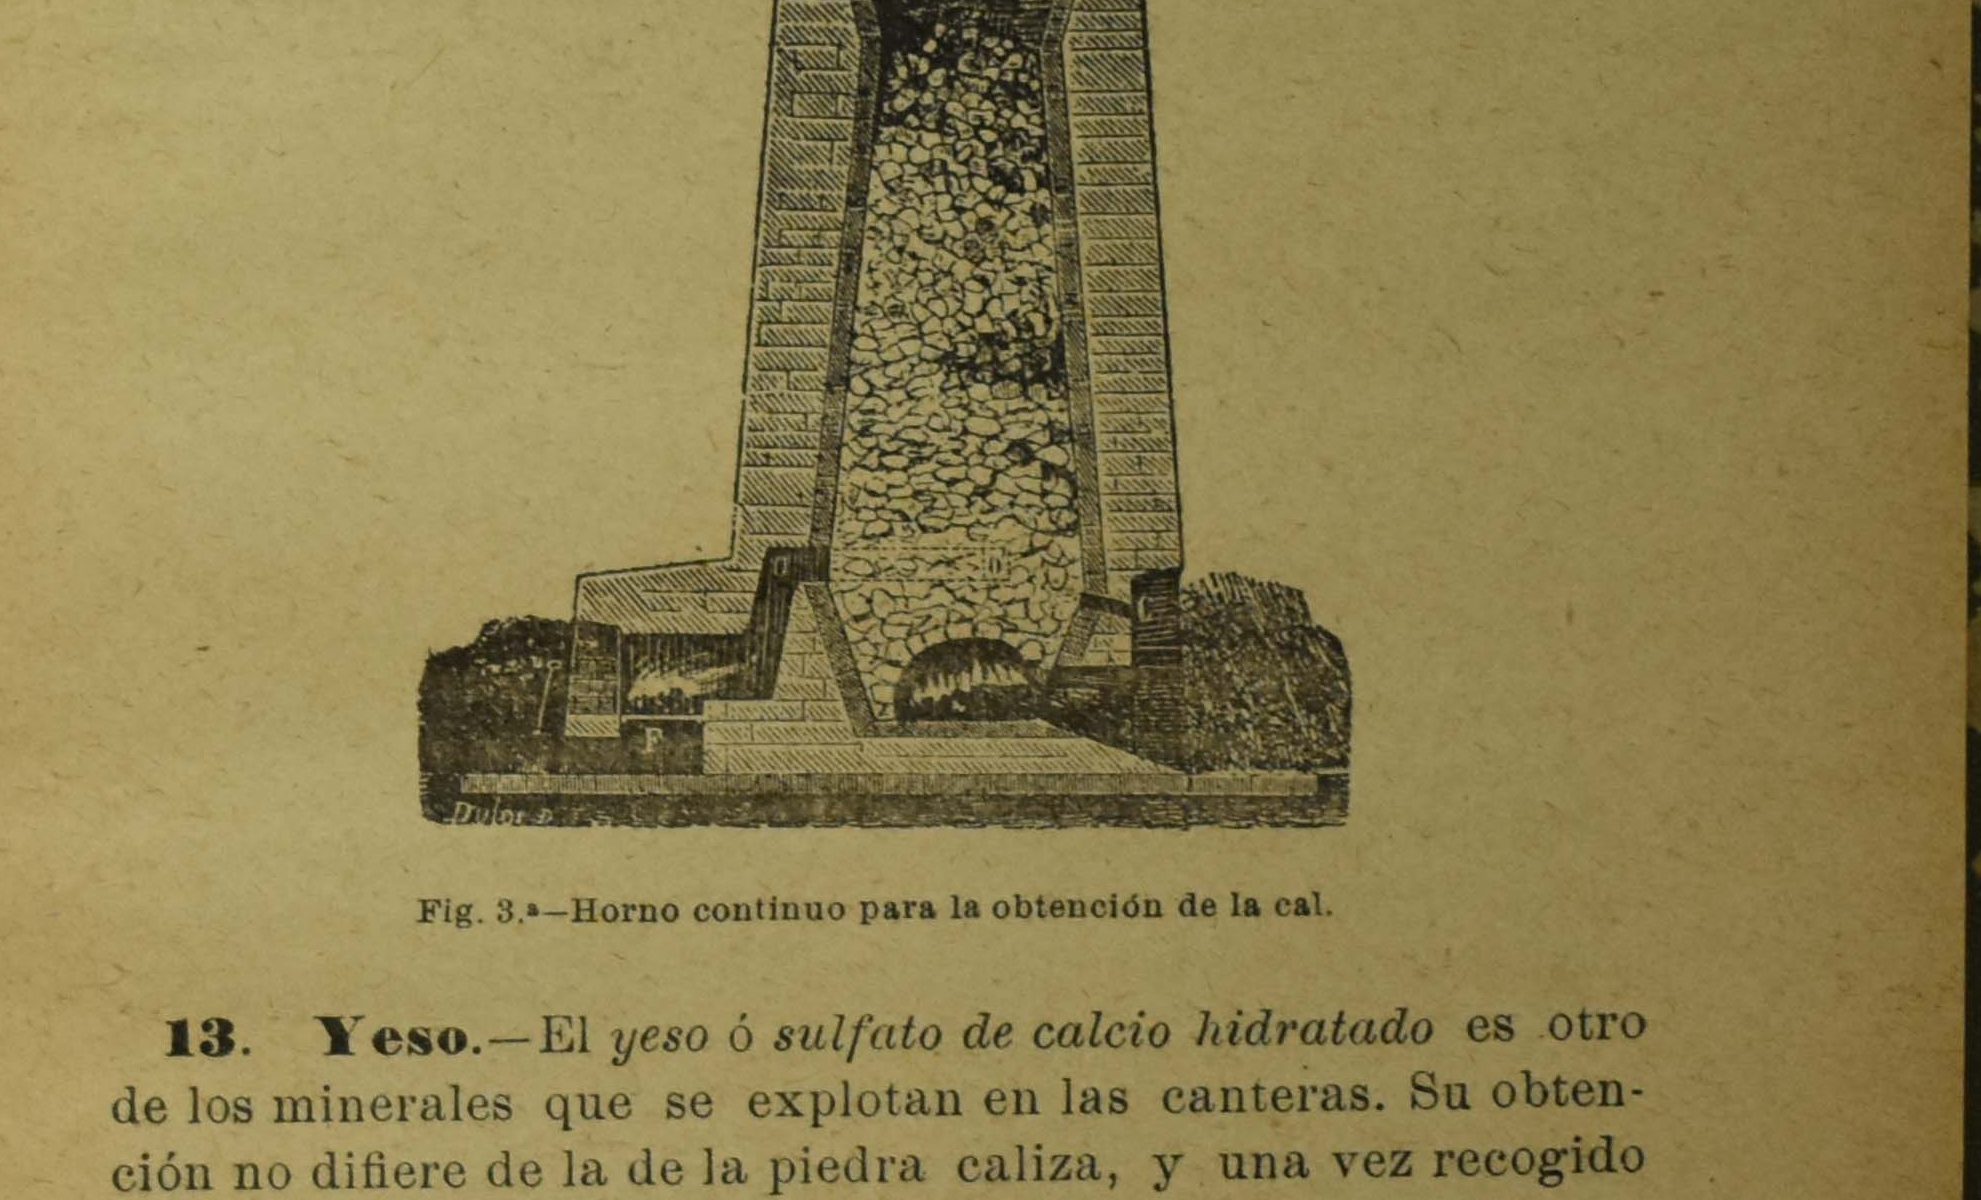 O
F
Fig. 3.ª—Horno continuo para la obtención de la cal.
13. Yeso.—El yeso ó sulfato de calcio hidratado es otro
de los minerales que se explotan en las canteras. Su obten-
ción no difiere de la de la piedra caliza, y una vez recogido